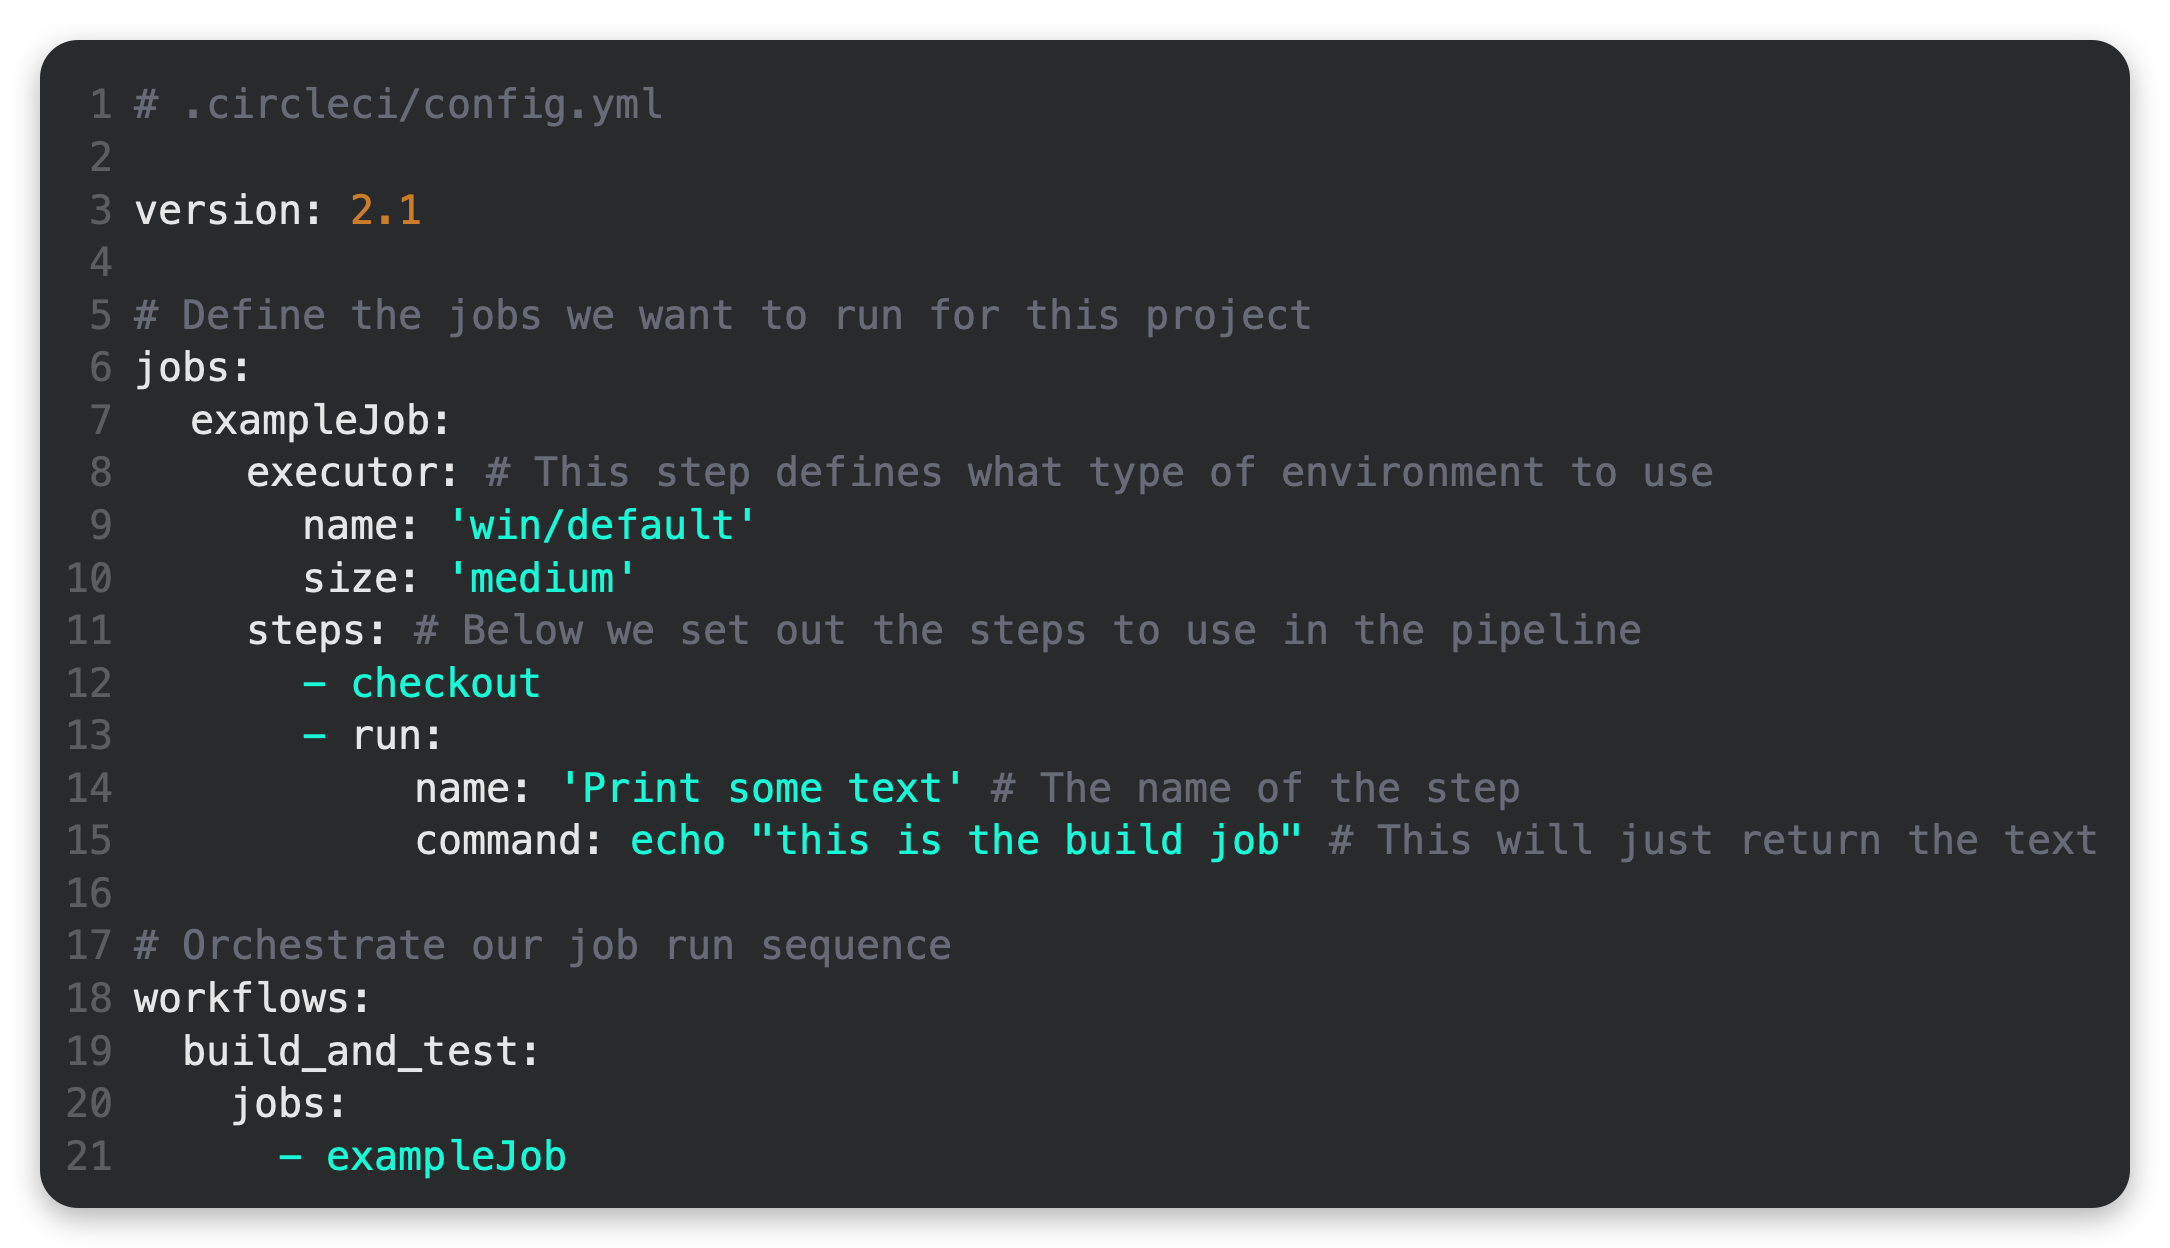 1 # .circleci/config.yml
2
3 version: 2.1
4
5 # Define the jobs we want to run for this project
6 jobs:
7   exampleJob:
8     executor: # This step defines what type of environment to use
9       name: 'win/default'
10       size: 'medium'
11     steps: # Below we set out the steps to use in the pipeline
12       - checkout
13       - run:
14           name: 'Print some text' # The name of the step
15           command: echo "this is the build job" # This will just return the text
16
17 # Orchestrate our job run sequence
18 workflows:
19   build_and_test:
20     jobs:
21       - exampleJob